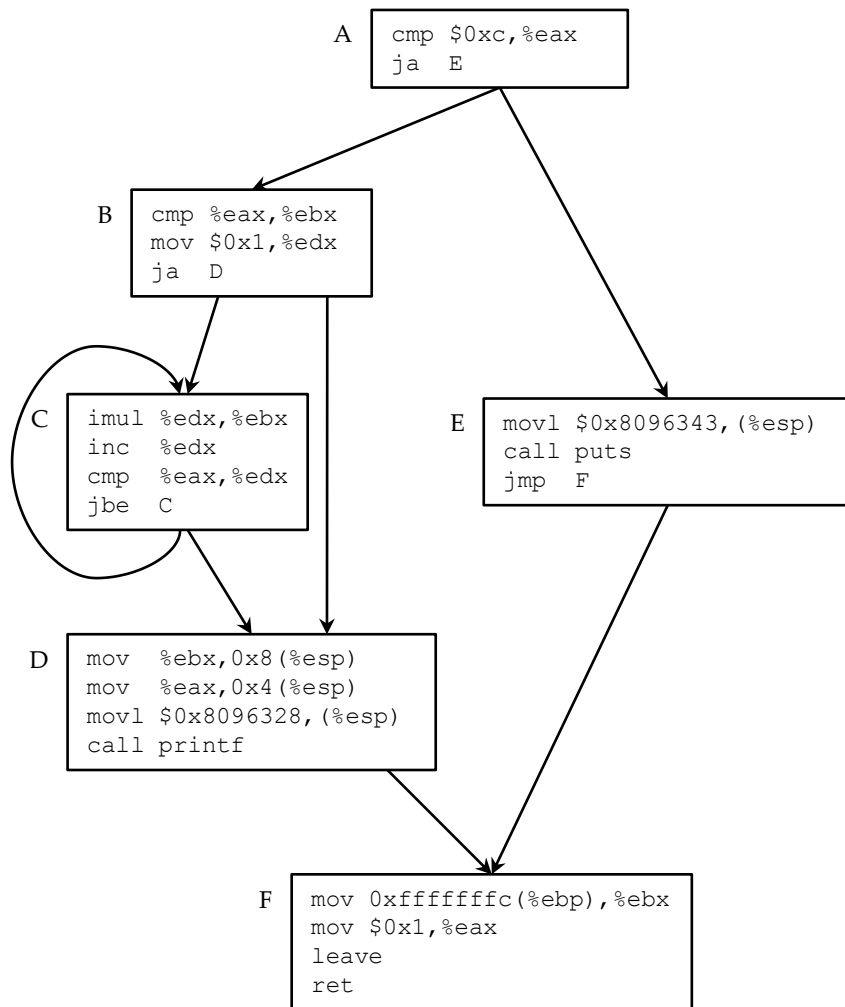 A
cmp $0xc,%eax
ja E
B
cmp %eax,%ebx
mov $0x1,%edx
ja D
C
imul %edx,%ebx
inc %edx
cmp %eax,%edx
jbe C
E
movl $0x8096343,(%esp)
call puts
jmp F
D
mov %ebx,0x8(%esp)
mov %eax,0x4(%esp)
movl $0x8096328,(%esp)
call printf
F
mov 0xfffffffc(%ebp),%ebx
mov $0x1,%eax
leave
ret